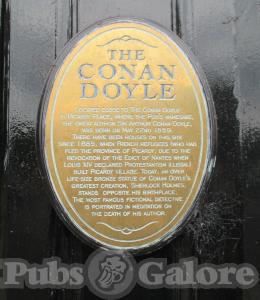 THE
CONAN
DOYLE
LOCATED CLOSE TO THE CONAN DOYLE
IS PICARDY PLACE, WHERE THE PUB'S NAMESAKE,
THE GREAT AUTHOR SIR ARTHUR CONAN DOYLE,
WAS BORN ON MAY 22ND 1859.
THERE HAVE BEEN HOUSES ON THIS SITE
SINCE 1685, WHEN FRENCH REFUGEES WHO HAD
FLED THE PROVINCE OF PICARDY, DUE TO THE
REVOCATION OF THE EDICT OF NANTES WHEN
LOUIS XIV DECLARED PROTESTANTISM ILLEGAL,
BUILT PICARDY VILLAGE. TODAY, AN OVER
LIFE-SIZE BRONZE STATUE OF CONAN DOYLE'S
GREATEST CREATION, SHERLOCK HOLMES,
STANDS OPPOSITE HIS BIRTHPLACE.
THE MOST FAMOUS FICTIONAL DETECTIVE
IS PORTRAYED IN MEDITATION ON
THE DEATH OF HIS AUTHOR.
Pubs Galore